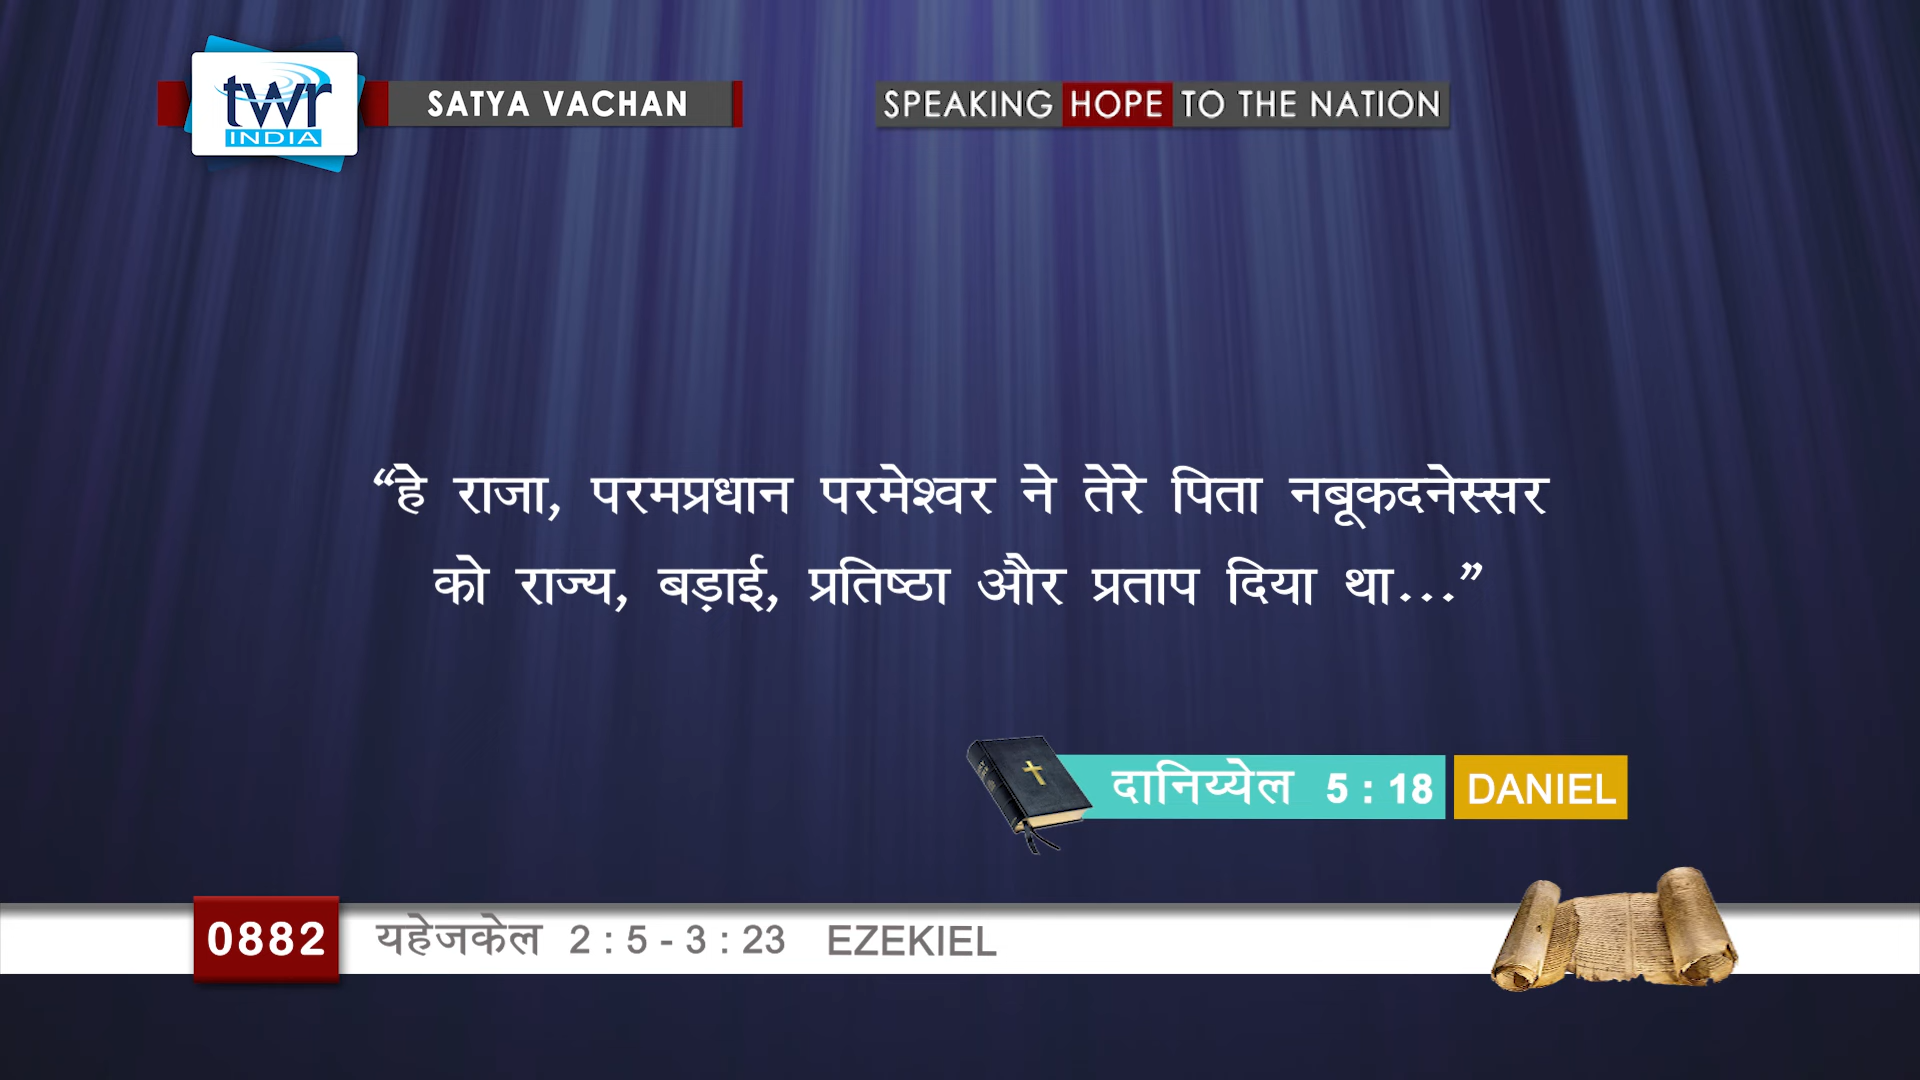 twr
INDIA
SATYA VACHAN
SPEAKING HOPE TO THE NATION
“हे राजा, परमप्रधान परमेश्वर ने तेरे पिता नबूकदनेस्सर
को राज्य, बड़ाई, प्रतिष्ठा और प्रताप दिया था...”
दानिय्येल 5 : 18 DANIEL
0882 यहेजकेल 2 : 5 - 3 : 23 EZEKIEL